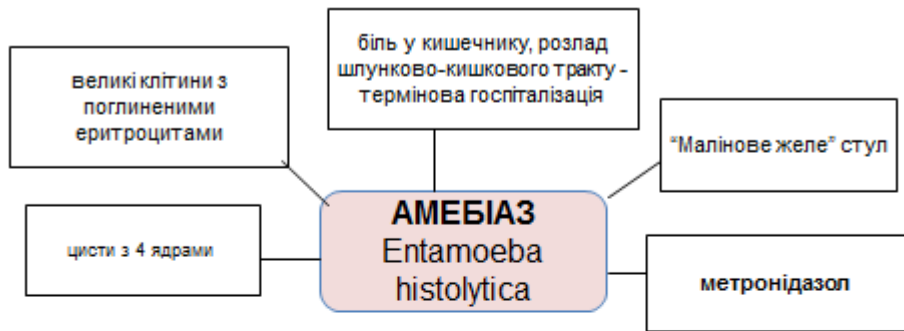 біль у кишечнику, розлад
шлунково-кишкового тракту -
термінова госпіталізація
великі клітини з
поглиненими
еритроцитами
“Малінове желе” стул
АМЕБІАЗ
Entamoeba
histolytica
цисти з 4 ядрами
метронідазол